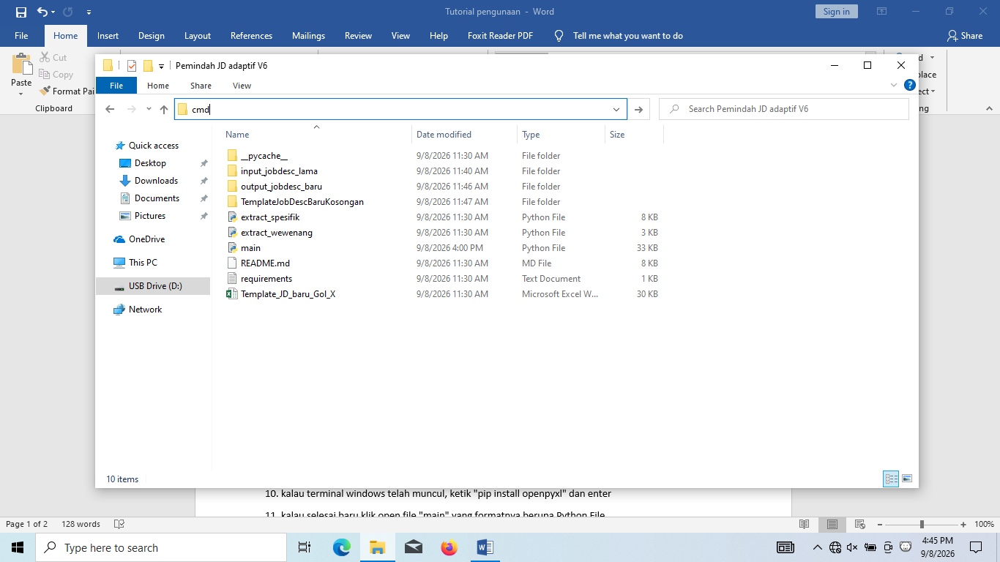 Tutorial pengunaan - Word
Sign in
File Home Insert Design Layout References Mailings Review View Help Foxit Reader PDF Tell me what you want to do Share
Paste
Cut
Copy
Format Pai
Clipboard
Pemindah JD adaptif V6
File Home Share View
cmd
Search Pemindah JD adaptif V6
Quick access
Desktop
Downloads
Documents
Pictures
OneDrive
This PC
USB Drive (D:)
Network
Name Date modified Type Size
__pycache__ 9/8/2026 11:30 AM File folder
input_jobdesc_lama 9/8/2026 11:40 AM File folder
output_jobdesc_baru 9/8/2026 11:46 AM File folder
TemplateJobDescBaruKosongan 9/8/2026 11:47 AM File folder
extract_spesifik 9/8/2026 11:30 AM Python File 8 KB
extract_wewenang 9/8/2026 11:30 AM Python File 3 KB
main 9/8/2026 4:00 PM Python File 33 KB
README.md 9/8/2026 11:30 AM MD File 8 KB
requirements 9/8/2026 11:30 AM Text Document 1 KB
Template_JD_baru_Gol_X 9/8/2026 11:30 AM Microsoft Excel W... 30 KB
10 items
10. kalau terminal windows telah muncul, ketik "pip install openpyxl" dan enter
11. kalau selesai baru klik open file "main" yang formatnya berupa Python File
Page 1 of 2 128 words
100%
Type here to search
4:45 PM
9/8/2026